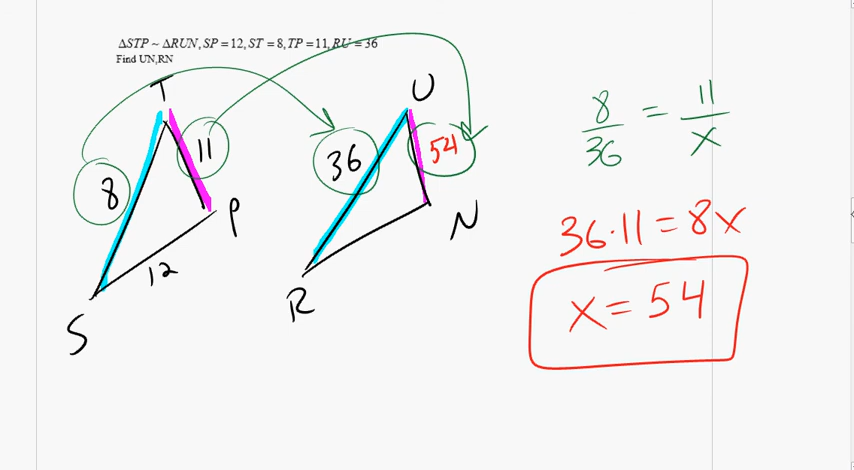 ΔSTP ~ ΔRUN, SP = 12, ST = 8, TP = 11, RU = 36
Find UN,RN
T
U
8
11
36
54
P
N
12
S
R
8/36 = 11/x
36·11 = 8x
x = 54